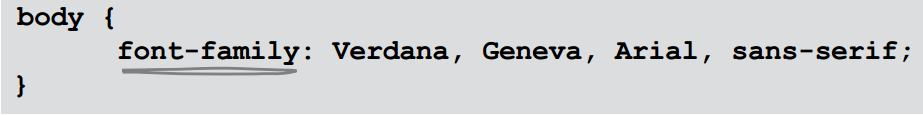 body {
font-family: Verdana, Geneva, Arial, sans-serif;
}